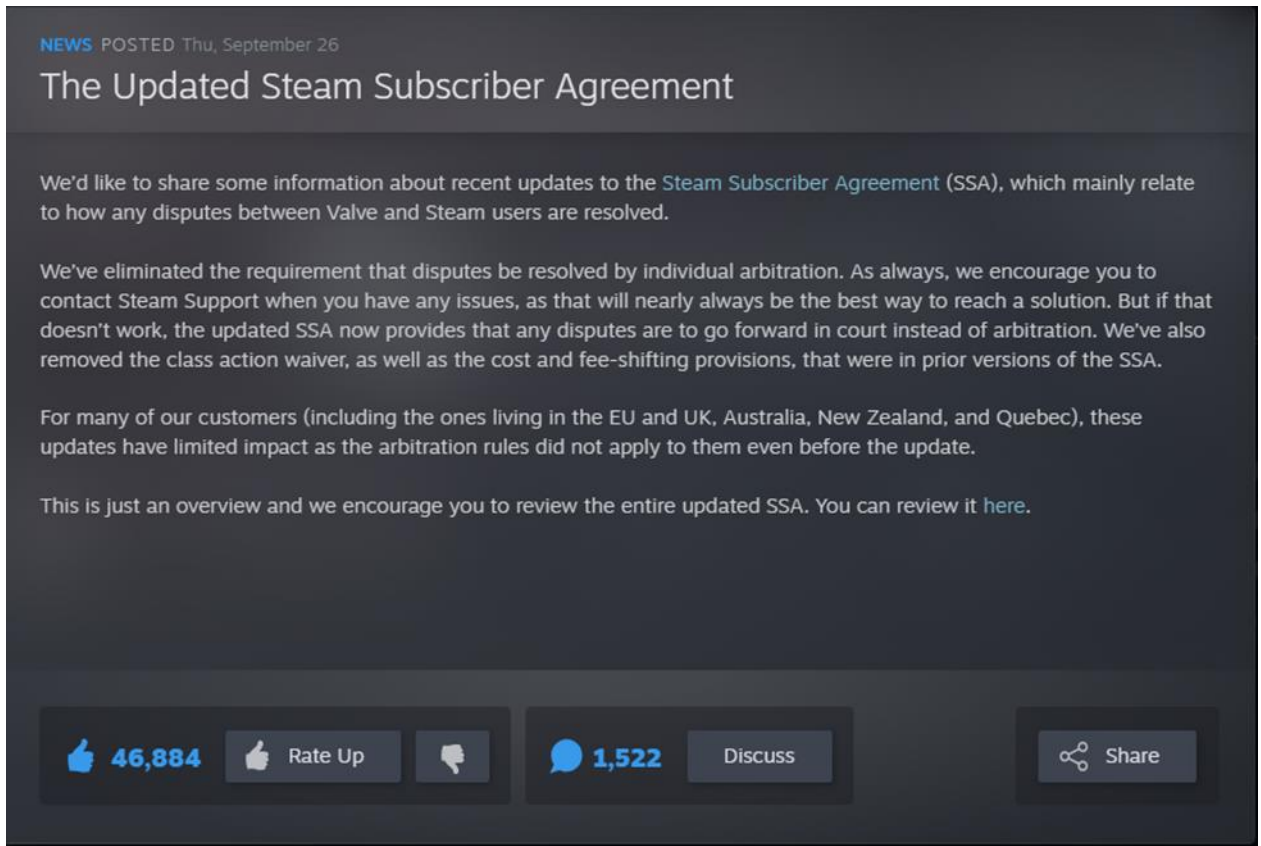 NEWS POSTED Thu, September 26
The Updated Steam Subscriber Agreement
We’d like to share some information about recent updates to the Steam Subscriber Agreement (SSA), which mainly relate
to how any disputes between Valve and Steam users are resolved.
We’ve eliminated the requirement that disputes be resolved by individual arbitration. As always, we encourage you to
contact Steam Support when you have any issues, as that will nearly always be the best way to reach a solution. But if that
doesn’t work, the updated SSA now provides that any disputes are to go forward in court instead of arbitration. We’ve also
removed the class action waiver, as well as the cost and fee-shifting provisions, that were in prior versions of the SSA.
For many of our customers (including the ones living in the EU and UK, Australia, New Zealand, and Quebec), these
updates have limited impact as the arbitration rules did not apply to them even before the update.
This is just an overview and we encourage you to review the entire updated SSA. You can review it here.
46,884 Rate Up 1,522 Discuss Share